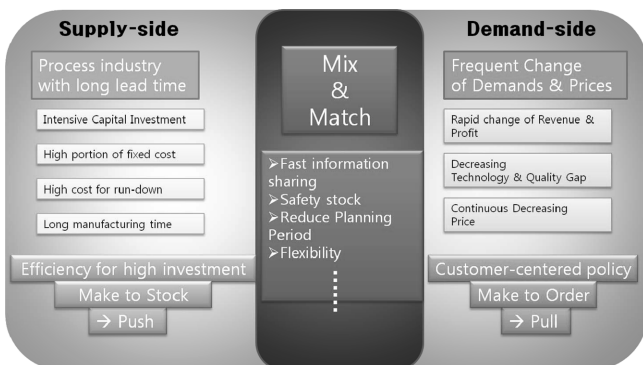 Supply-side
Process industry
with long lead time
Intensive Capital Investment
High portion of fixed cost
High cost for run-down
Long manufacturing time
Efficiency for high investment
Make to Stock
→ Push
Mix
&
Match
➢Fast information
sharing
➢Safety stock
➢Reduce Planning
Period
➢Flexibility
Demand-side
Frequent Change
of Demands & Prices
Rapid change of Revenue &
Profit
Decreasing
Technology & Quality Gap
Continuous Decreasing
Price
Customer-centered policy
Make to Order
→ Pull